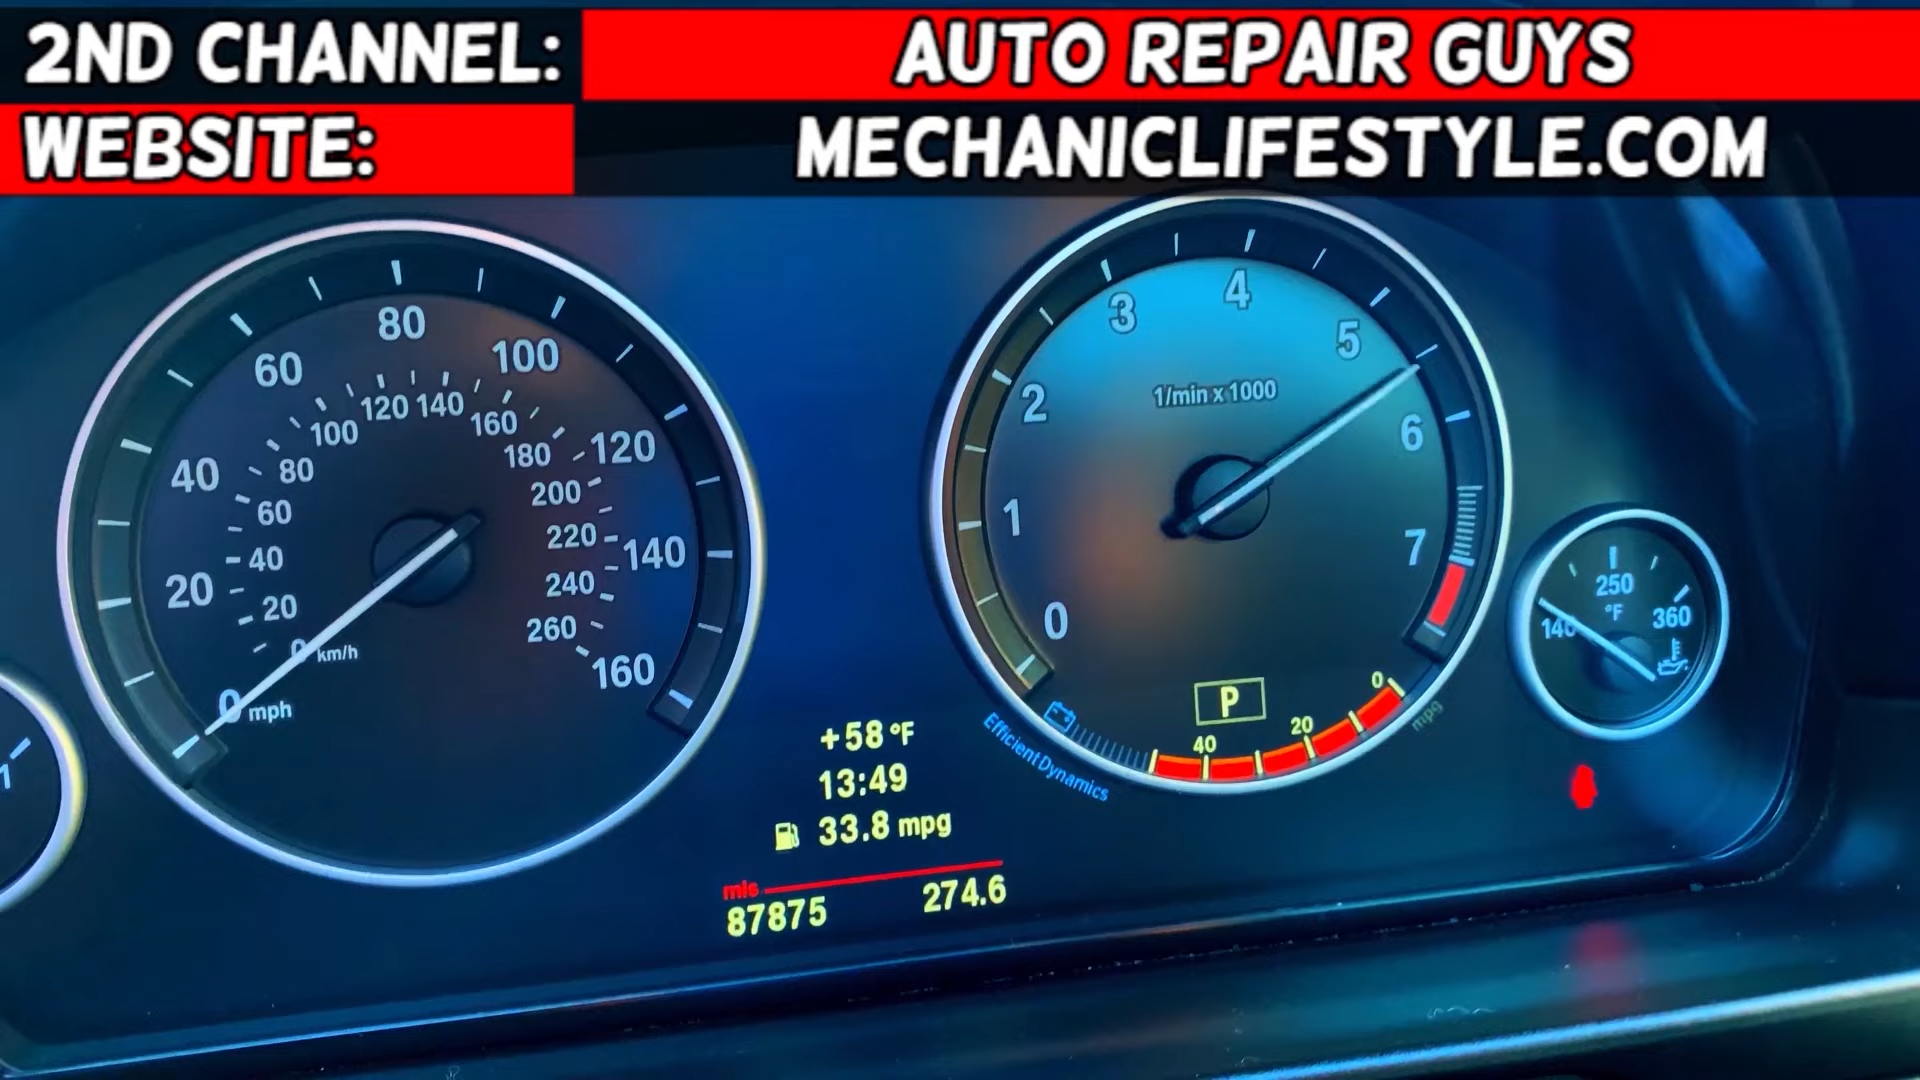 2ND CHANNEL: AUTO REPAIR GUYS
WEBSITE: MECHANICLIFESTYLE.COM
0 20 40 60 80 100 120 140 160
mph
0 20 40 60 80 100 120 140 160 180 200 220 240 260
km/h
0 1 2 3 4 5 6 7
1/min x 1000
P
40 20 0
mpg
EfficientDynamics
140 250 360
°F
1
+58 °F
13:49
33.8 mpg
mls
87875 274.6